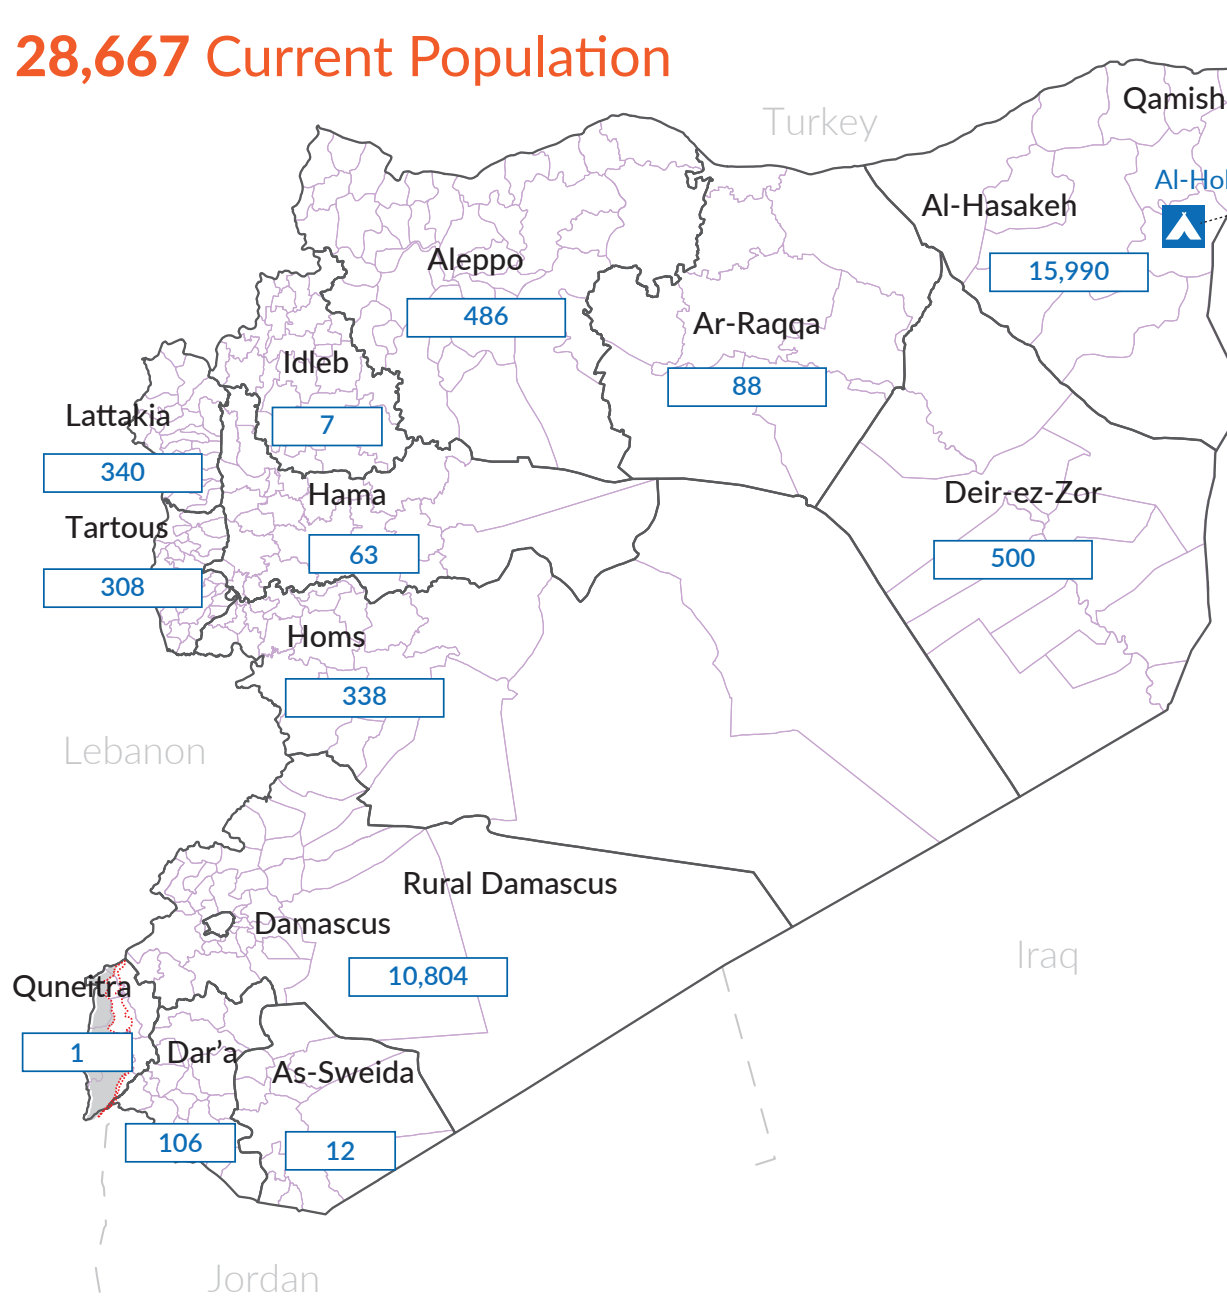 28,667 Current Population
Turkey
Qamish
Al-Hol
Al-Hasakeh
15,990
Aleppo
486
Ar-Raqqa
88
Idleb
7
Lattakia
340
Hama
63
Deir-ez-Zor
500
Tartous
308
Homs
338
Lebanon
Rural Damascus
Damascus
10,804
Iraq
Quneitra
1
Dar’a
106
As-Sweida
12
Jordan